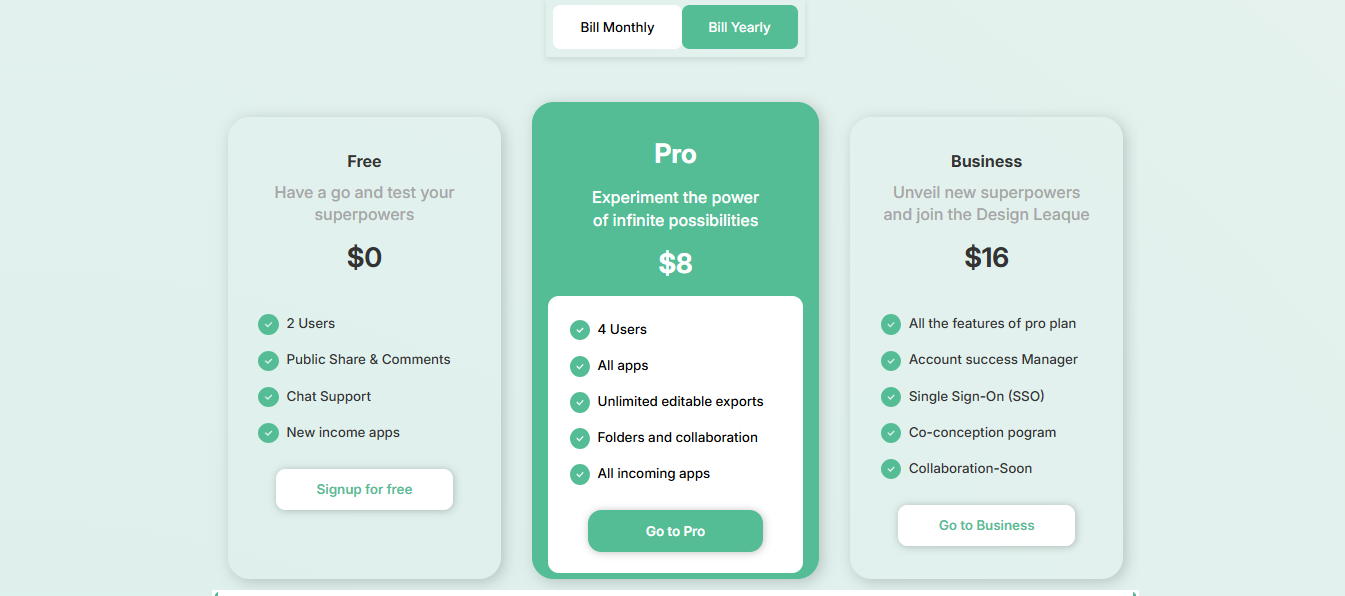 Bill Monthly
Bill Yearly
Free
Have a go and test your
superpowers
$0
2 Users
Public Share & Comments
Chat Support
New income apps
Signup for free
Pro
Experiment the power
of infinite possibilities
$8
4 Users
All apps
Unlimited editable exports
Folders and collaboration
All incoming apps
Go to Pro
Business
Unveil new superpowers
and join the Design Leaque
$16
All the features of pro plan
Account success Manager
Single Sign-On (SSO)
Co-conception pogram
Collaboration-Soon
Go to Business